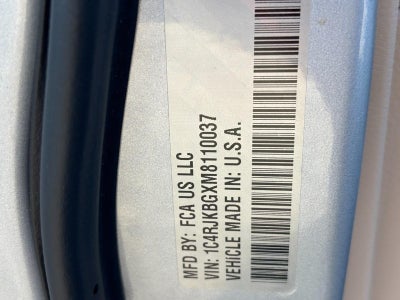 MFD BY: FCA US LLC
VIN: 1C4RJKBGXM8110037
VEHICLE MADE IN: U.S.A.